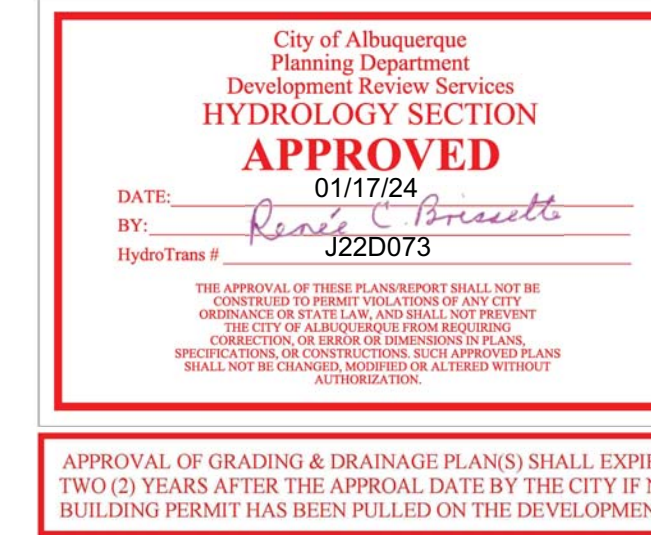 City of Albuquerque
Planning Department
Development Review Services
HYDROLOGY SECTION
APPROVED
DATE: 01/17/24
BY: Renée C. Brissette
HydroTrans # J22D073
THE APPROVAL OF THESE PLANS/REPORT SHALL NOT BE
CONSTRUED TO PERMIT VIOLATIONS OF ANY CITY
ORDINANCE OR STATE LAW, AND SHALL NOT PREVENT
THE CITY OF ALBUQUERQUE FROM REQUIRING
CORRECTION, OR ERROR OR DIMENSIONS IN PLANS,
SPECIFICATIONS, OR CONSTRUCTIONS. SUCH APPROVED PLANS
SHALL NOT BE CHANGED, MODIFIED OR ALTERED WITHOUT
AUTHORIZATION.
APPROVAL OF GRADING & DRAINAGE PLAN(S) SHALL EXPIR
TWO (2) YEARS AFTER THE APPROAL DATE BY THE CITY IF N
BUILDING PERMIT HAS BEEN PULLED ON THE DEVELOPMEN